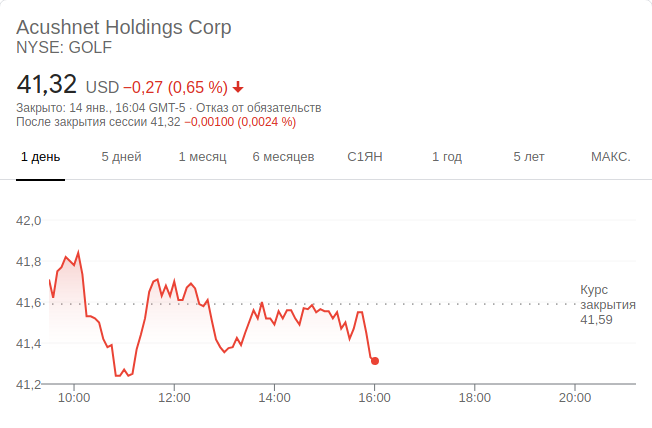 Acushnet Holdings Corp
NYSE: GOLF
41,32 USD −0,27 (0,65 %)
Закрыто: 14 янв., 16:04 GMT-5 · Отказ от обязательств
После закрытия сессии 41,32 −0,00100 (0,0024 %)
1 день 5 дней 1 месяц 6 месяцев С1ЯН 1 год 5 лет МАКС.
42,0
41,8
41,6
41,4
41,2
Курс
закрытия
41,59
10:00 12:00 14:00 16:00 18:00 20:00